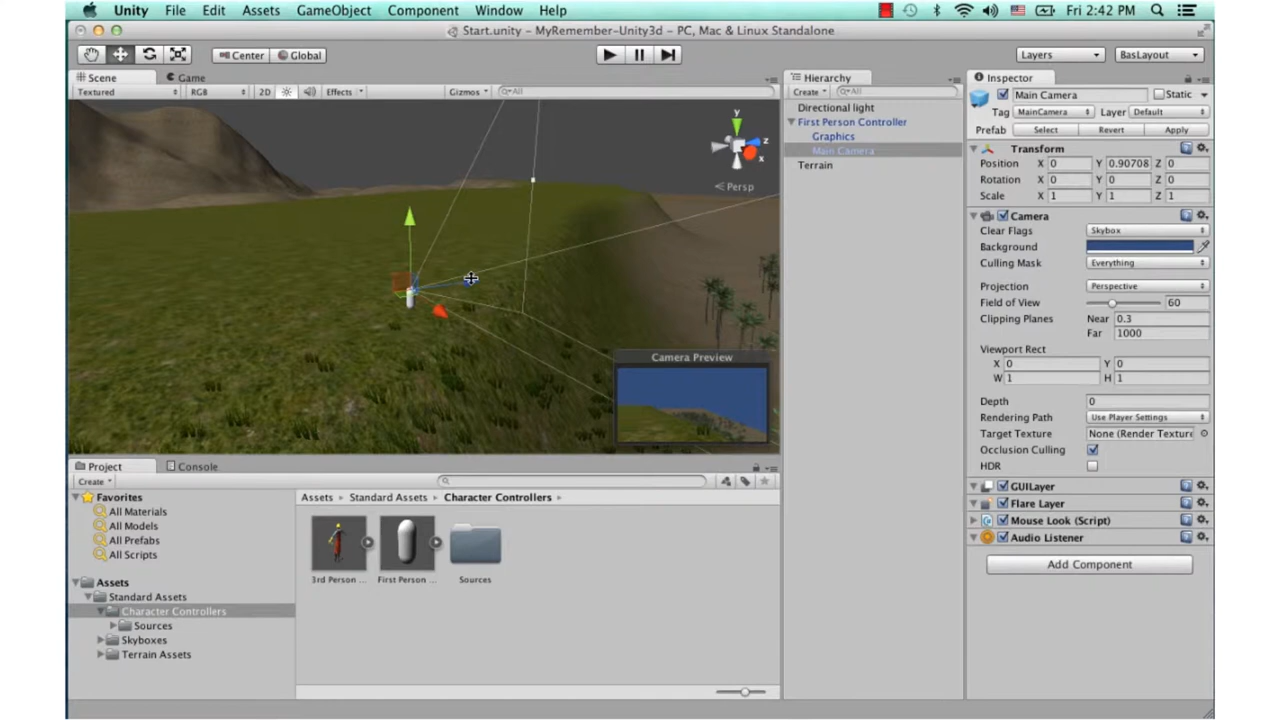 Unity File Edit Assets GameObject Component Window Help Fri 2:42 PM
Start.unity – MyRemember-Unity3d – PC, Mac & Linux Standalone
Center Global Layers BasLayout
Scene Game
Textured RGB 2D Effects Gizmos All
y
z
x
Persp
Camera Preview
Hierarchy
Create All
Directional light
First Person Controller
Graphics
Main Camera
Terrain
Inspector
Main Camera Static
Tag MainCamera Layer Default
Prefab Select Revert Apply
Transform
Position X 0 Y 0.90708 Z 0
Rotation X 0 Y 0 Z 0
Scale X 1 Y 1 Z 1
Camera
Clear Flags Skybox
Background
Culling Mask Everything
Projection Perspective
Field of View 60
Clipping Planes Near 0.3
Far 1000
Viewport Rect
X 0 Y 0
W 1 H 1
Depth 0
Rendering Path Use Player Settings
Target Texture None (Render Texture
Occlusion Culling
HDR
GUILayer
Flare Layer
Mouse Look (Script)
Audio Listener
Add Component
Project Console
Create
Favorites
All Materials
All Models
All Prefabs
All Scripts
Assets
Standard Assets
Character Controllers
Sources
Skyboxes
Terrain Assets
Assets Standard Assets Character Controllers
3rd Person ... First Person ... Sources